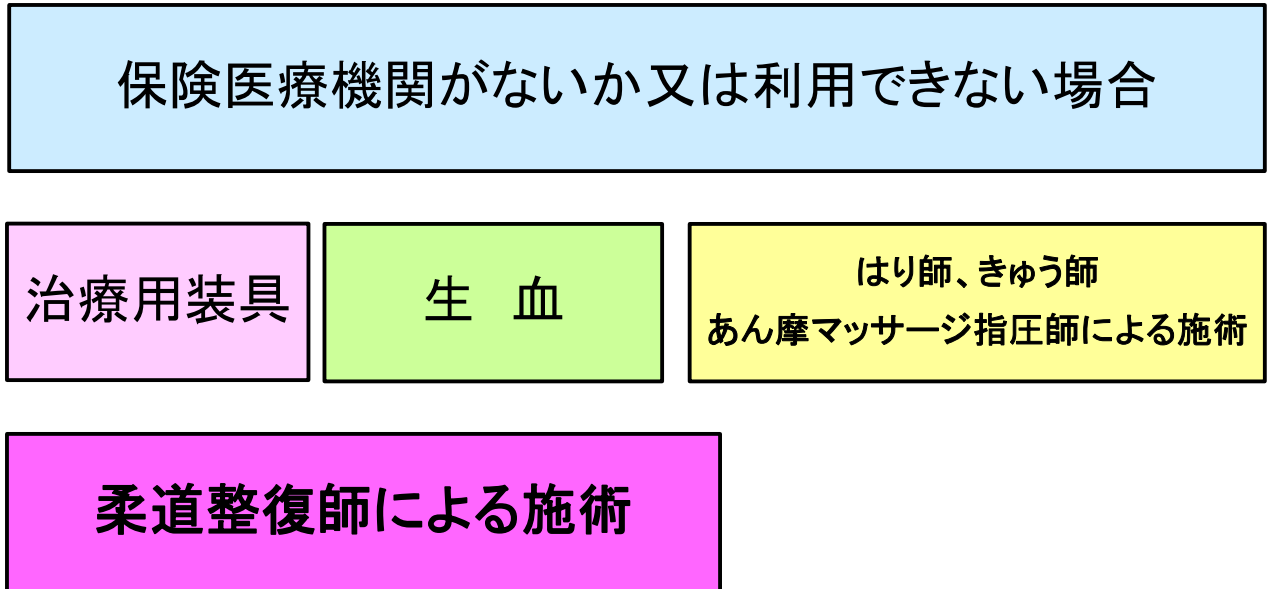 保険医療機関がないか又は利用できない場合
治療用装具
生　血
はり師、きゅう師
あん摩マッサージ指圧師による施術
柔道整復師による施術